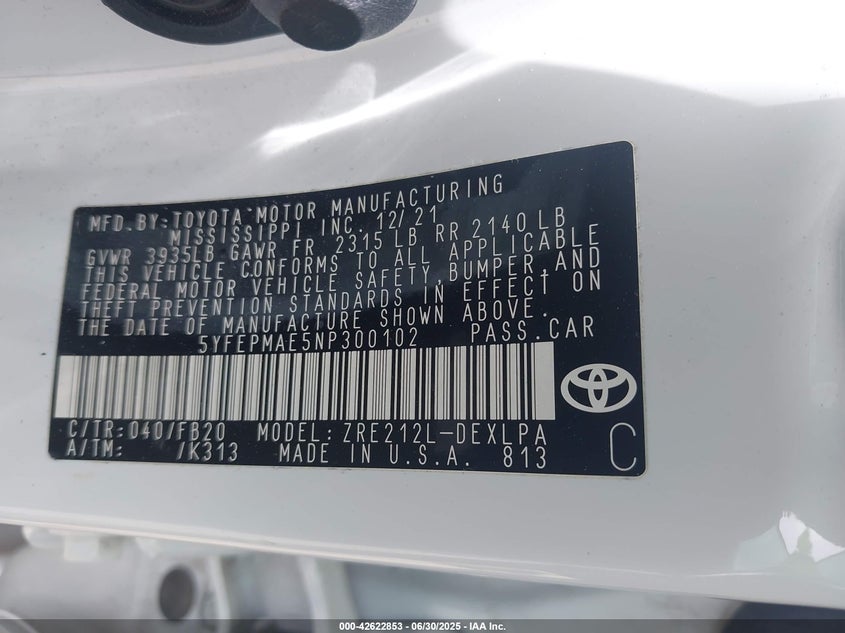 MFD.BY:TOYOTA MOTOR MANUFACTURING
MISSISSIPPI INC. 12/21
GVWR 3935LB GAWR FR 2315 LB RR 2140 LB
THIS VEHICLE CONFORMS TO ALL APPLICABLE
FEDERAL MOTOR VEHICLE SAFETY,BUMPER,AND
THEFT PREVENTION STANDARDS IN EFFECT ON
THE DATE OF MANUFACTURE SHOWN ABOVE.
5YFEPMAE5NP300102 PASS.CAR
C/TR:040/FB20 MODEL: ZRE212L-DEXLPA
A/TM: /K313 MADE IN U.S.A. 813
C
000-42622853 - 06/30/2025 - IAA Inc.